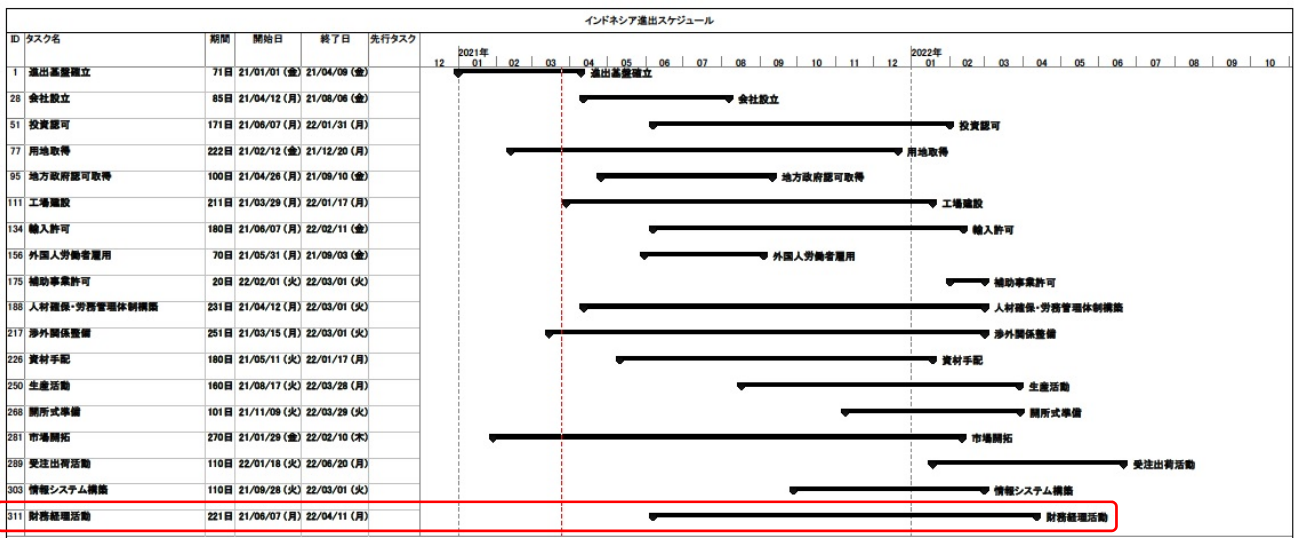 インドネシア進出スケジュール
ID タスク名 期間 開始日 終了日 先行タスク
2021年 2022年
12 01 02 03 04 05 06 07 08 09 10 11 12 01 02 03 04 05 06 07 08 09 10
1 進出基盤確立 71日 21/01/01 (金) 21/04/09 (金) 進出基盤確立
28 会社設立 85日 21/04/12 (月) 21/08/06 (金) 会社設立
51 投資認可 171日 21/06/07 (月) 22/01/31 (月) 投資認可
77 用地取得 222日 21/02/12 (金) 21/12/20 (月) 用地取得
95 地方政府認可取得 100日 21/04/26 (月) 21/09/10 (金) 地方政府認可取得
111 工場建設 211日 21/03/29 (月) 22/01/17 (月) 工場建設
134 輸入許可 180日 21/06/07 (月) 22/02/11 (金) 輸入許可
156 外国人労働者雇用 70日 21/05/31 (月) 21/09/03 (金) 外国人労働者雇用
175 補助事業許可 20日 22/02/01 (火) 22/03/01 (火) 補助事業許可
188 人材確保・労務管理体制構築 231日 21/04/12 (月) 22/03/01 (火) 人材確保・労務管理体制構築
217 渉外関係整備 251日 21/03/15 (月) 22/03/01 (火) 渉外関係整備
226 資材手配 180日 21/05/11 (火) 22/01/17 (月) 資材手配
250 生産活動 160日 21/08/17 (火) 22/03/28 (月) 生産活動
268 開所式準備 101日 21/11/09 (火) 22/03/29 (火) 開所式準備
281 市場開拓 270日 21/01/29 (金) 22/02/10 (木) 市場開拓
289 受注出荷活動 110日 22/01/18 (火) 22/06/20 (月) 受注出荷活動
303 情報システム構築 110日 21/09/28 (火) 22/03/01 (火) 情報システム構築
311 財務経理活動 221日 21/06/07 (月) 22/04/11 (月) 財務経理活動